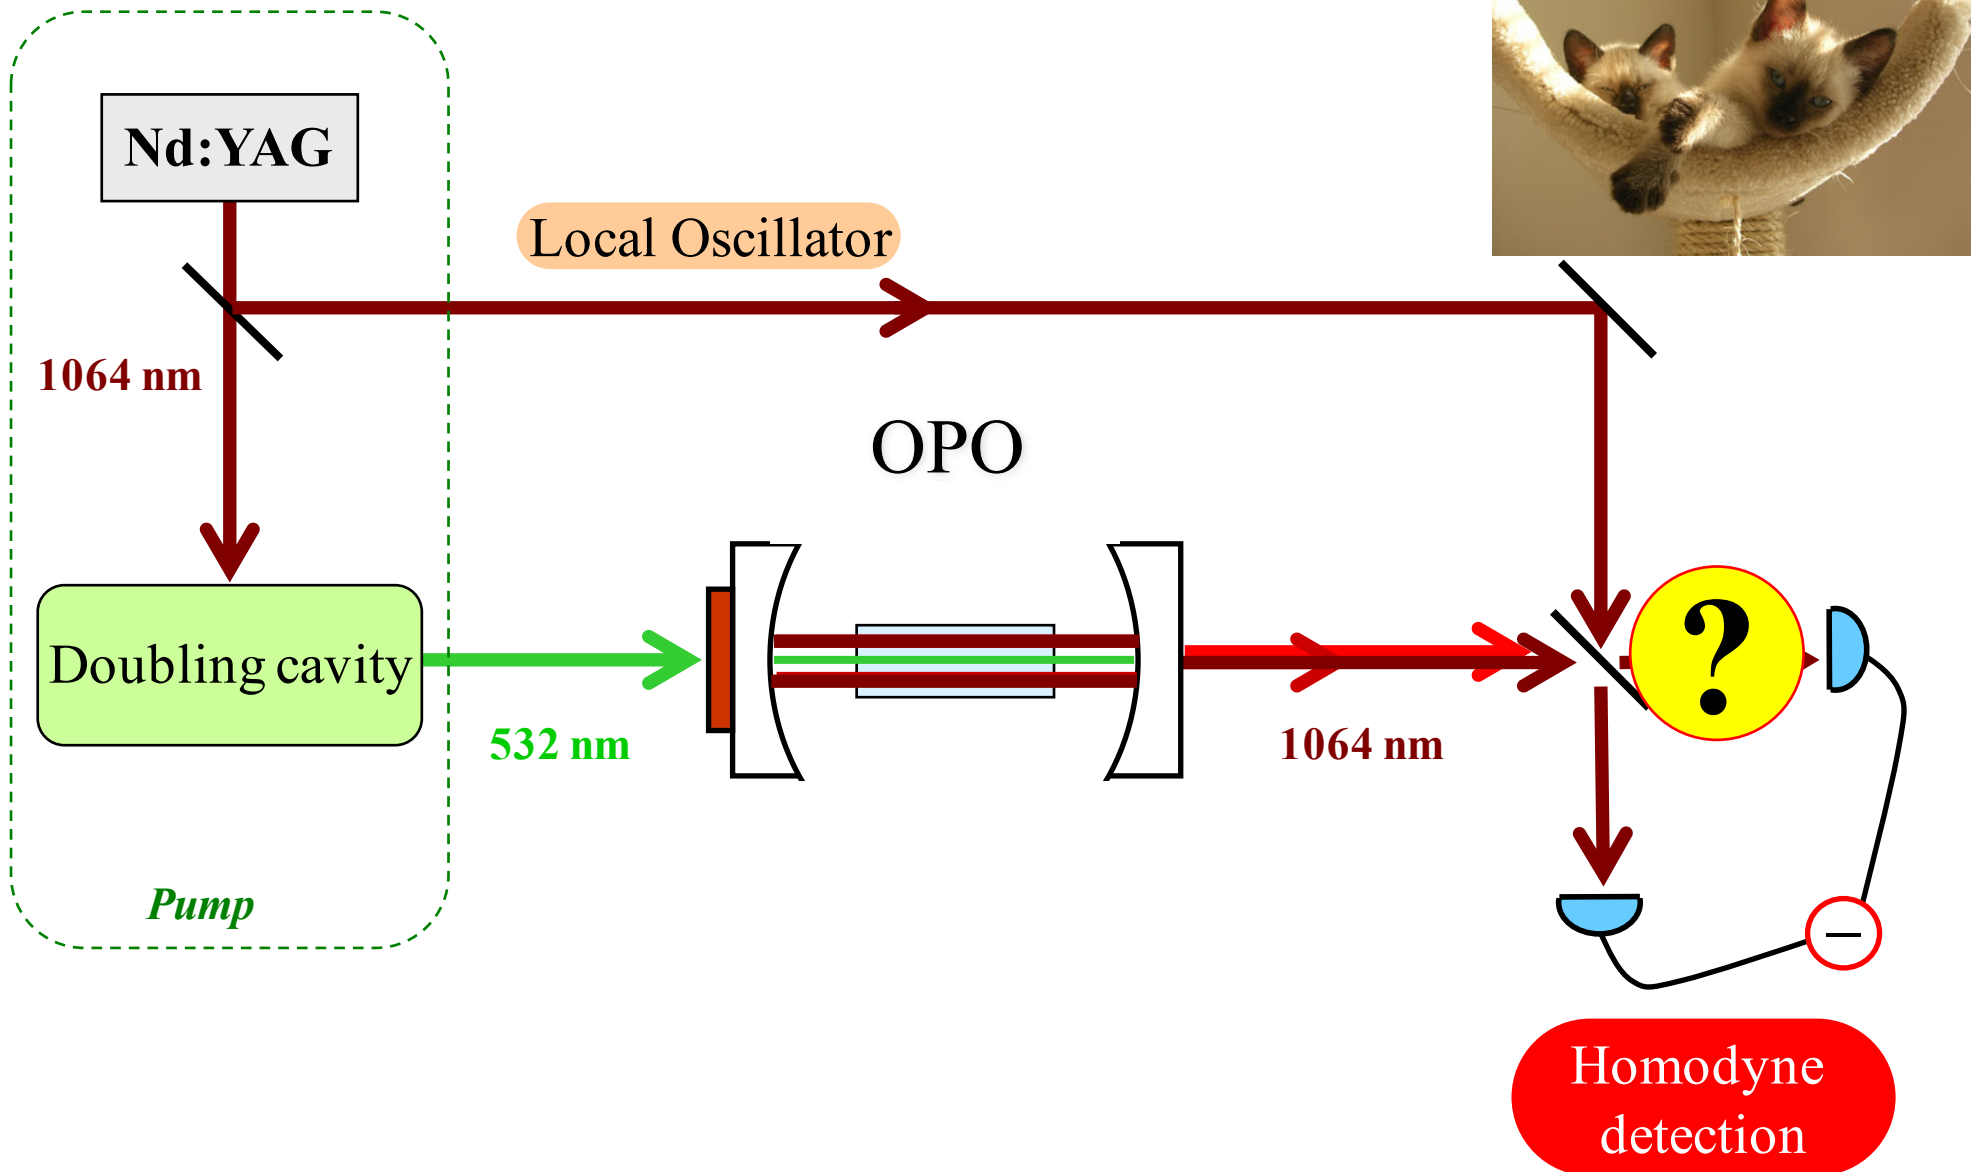 Nd:YAG
Local Oscillator
1064 nm
OPO
Doubling cavity
532 nm
1064 nm
?
Pump
–
Homodyne
detection